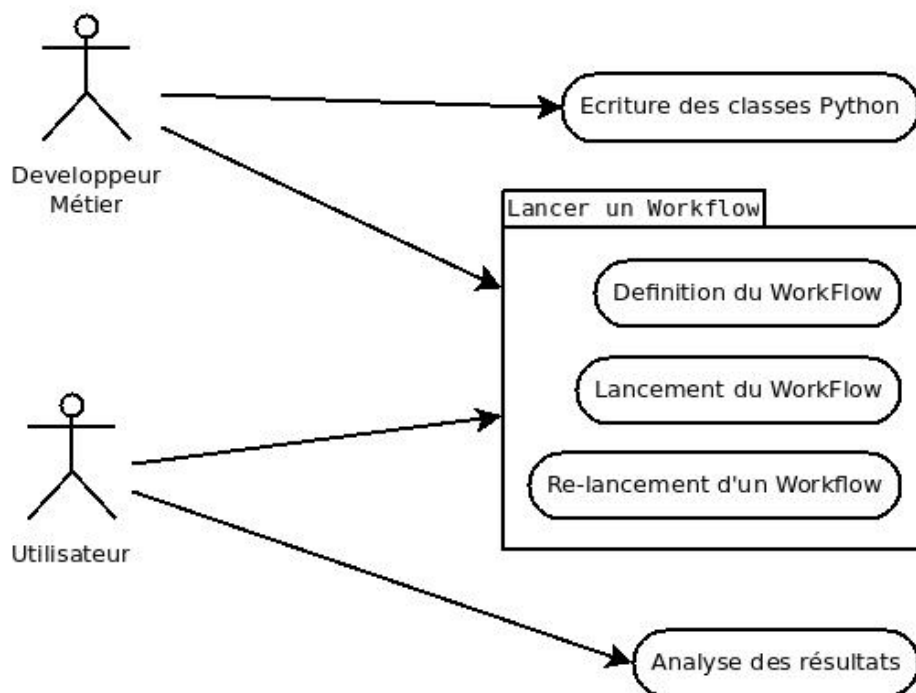 Ecriture des classes Python
Developpeur
Métier
Lancer un Workflow
Definition du WorkFlow
Lancement du WorkFlow
Re-lancement d'un Workflow
Utilisateur
Analyse des résultats